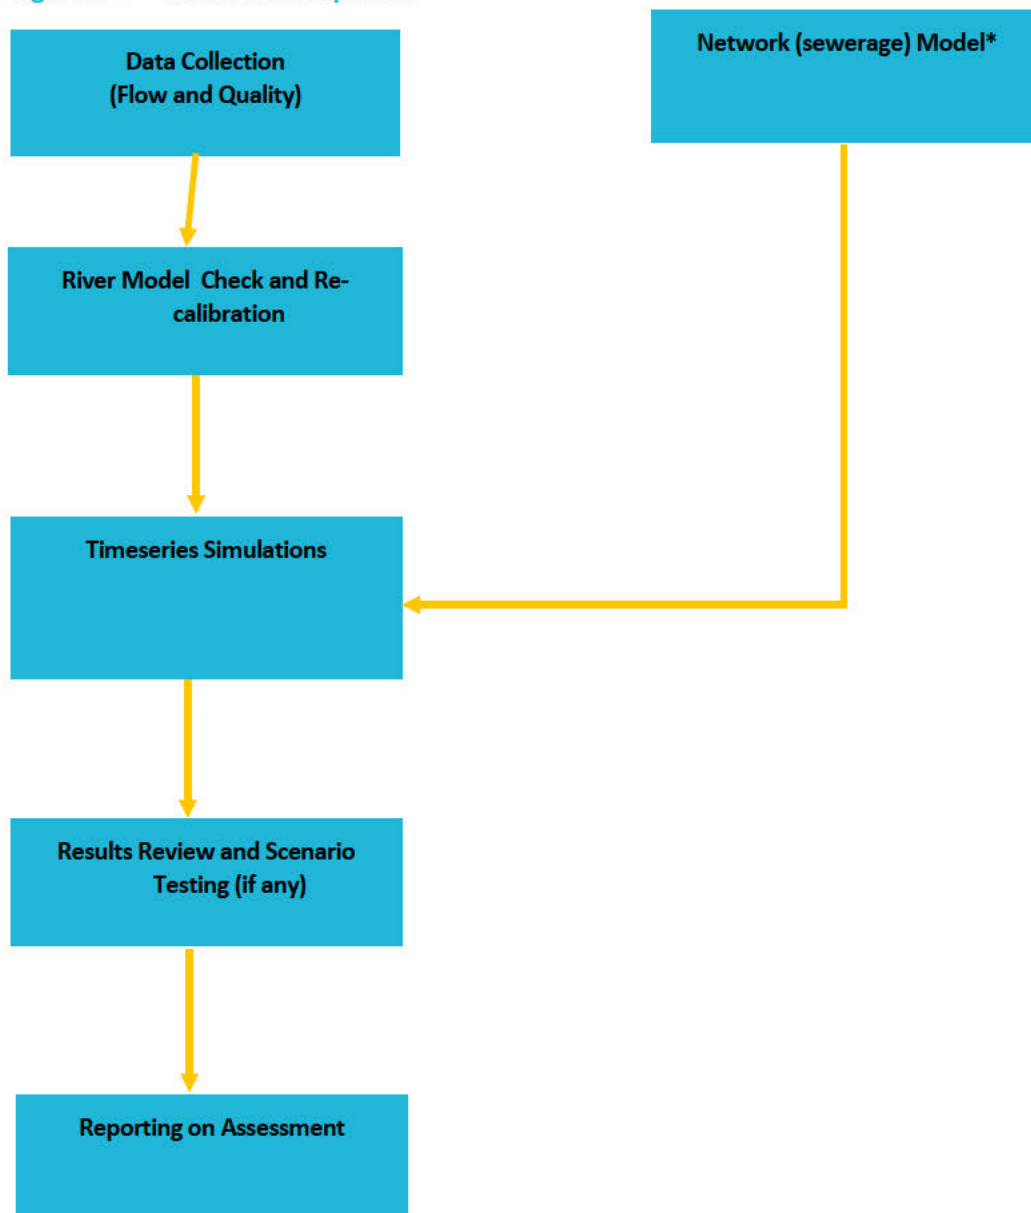 Data Collection
(Flow and Quality)
Network (sewerage) Model*
River Model Check and Re-
calibration
Timeseries Simulations
Results Review and Scenario
Testing (if any)
Reporting on Assessment